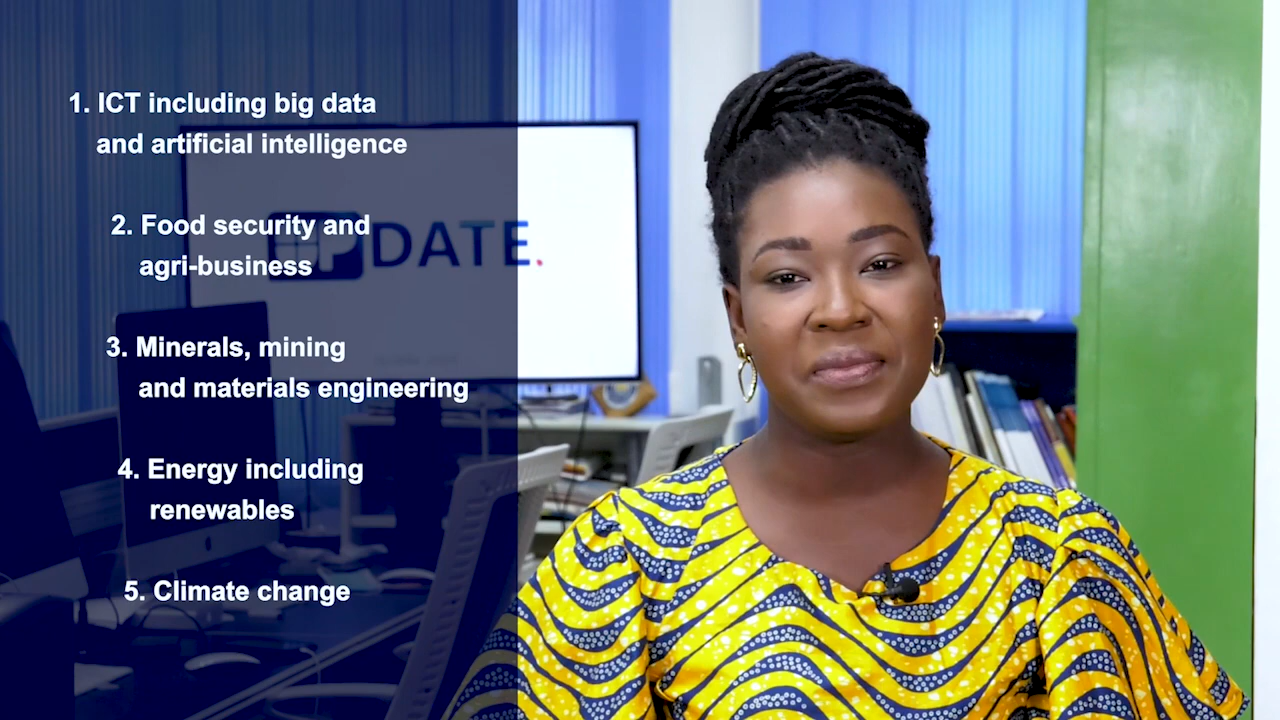 1. ICT including big data
and artificial intelligence
2. Food security and
agri-business
PDATE.
3. Minerals, mining
and materials engineering
4. Energy including
renewables
5. Climate change